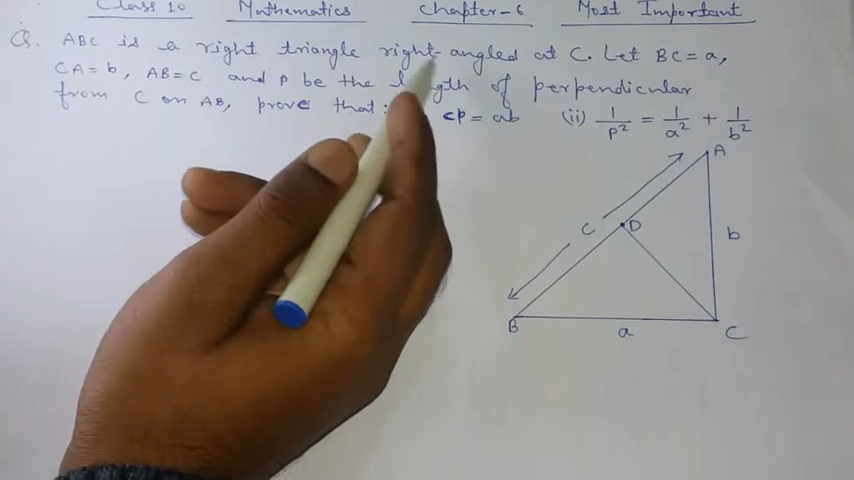 Class 10 Mathematics Chapter-6 Most Important
Q. ABC is a right triangle right-angled at C. Let BC = a,
CA = b, AB = c and p be the length of perpendicular
from C on AB, prove that: cp = ab (ii) 1/p² = 1/a² + 1/b²
A
C
D
b
B
a
C